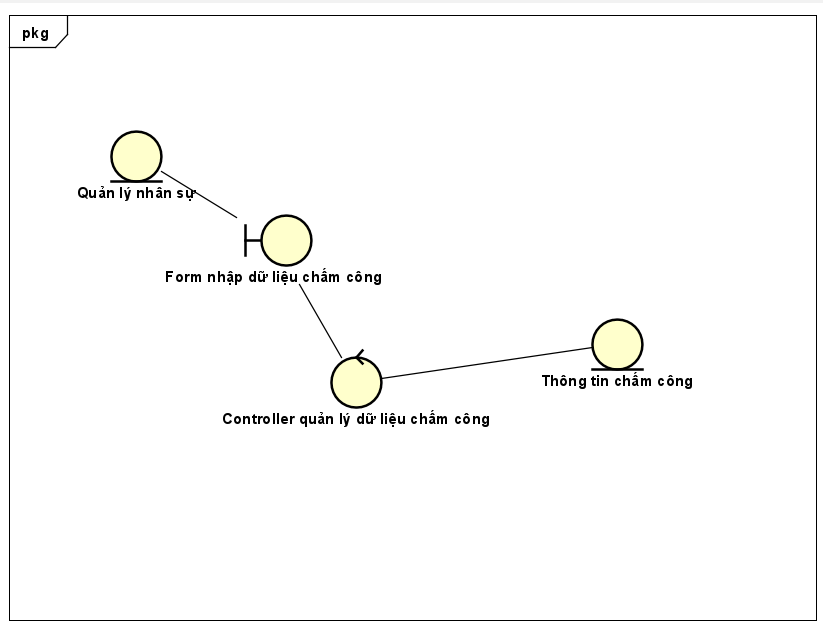 pkg
Quản lý nhân sự
Form nhập dữ liệu chấm công
Thông tin chấm công
Controller quản lý dữ liệu chấm công